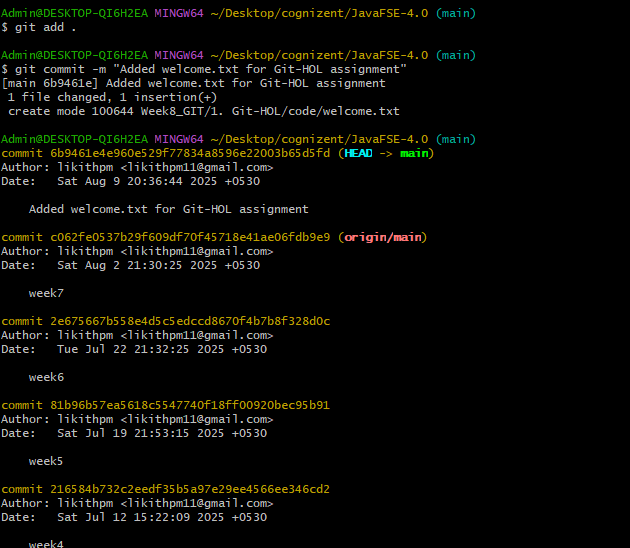 Admin@DESKTOP-QI6H2EA MINGW64 ~/Desktop/cognizent/JavaFSE-4.0 (main)
$ git add .
Admin@DESKTOP-QI6H2EA MINGW64 ~/Desktop/cognizent/JavaFSE-4.0 (main)
$ git commit -m "Added welcome.txt for Git-HOL assignment"
[main 6b9461e] Added welcome.txt for Git-HOL assignment
 1 file changed, 1 insertion(+)
 create mode 100644 Week8_GIT/1. Git-HOL/code/welcome.txt
Admin@DESKTOP-QI6H2EA MINGW64 ~/Desktop/cognizent/JavaFSE-4.0 (main)
commit 6b9461e4e960e529f77834a8596e22003b65d5fd (HEAD -> main)
Author: likithpm <likithpm11@gmail.com>
Date:   Sat Aug 9 20:36:44 2025 +0530
    Added welcome.txt for Git-HOL assignment
commit c062fe0537b29f609df70f45718e41ae06fdb9e9 (origin/main)
Author: likithpm <likithpm11@gmail.com>
Date:   Sat Aug 2 21:30:25 2025 +0530
    week7
commit 2e675667b558e4d5c5edccd8670f4b7b8f328d0c
Author: likithpm <likithpm11@gmail.com>
Date:   Tue Jul 22 21:32:25 2025 +0530
    week6
commit 81b96b57ea5618c5547740f18ff00920bec95b91
Author: likithpm <likithpm11@gmail.com>
Date:   Sat Jul 19 21:53:15 2025 +0530
    week5
commit 216584b732c2eedf35b5a97e29ee4566ee346cd2
Author: likithpm <likithpm11@gmail.com>
Date:   Sat Jul 12 15:22:09 2025 +0530
    week4